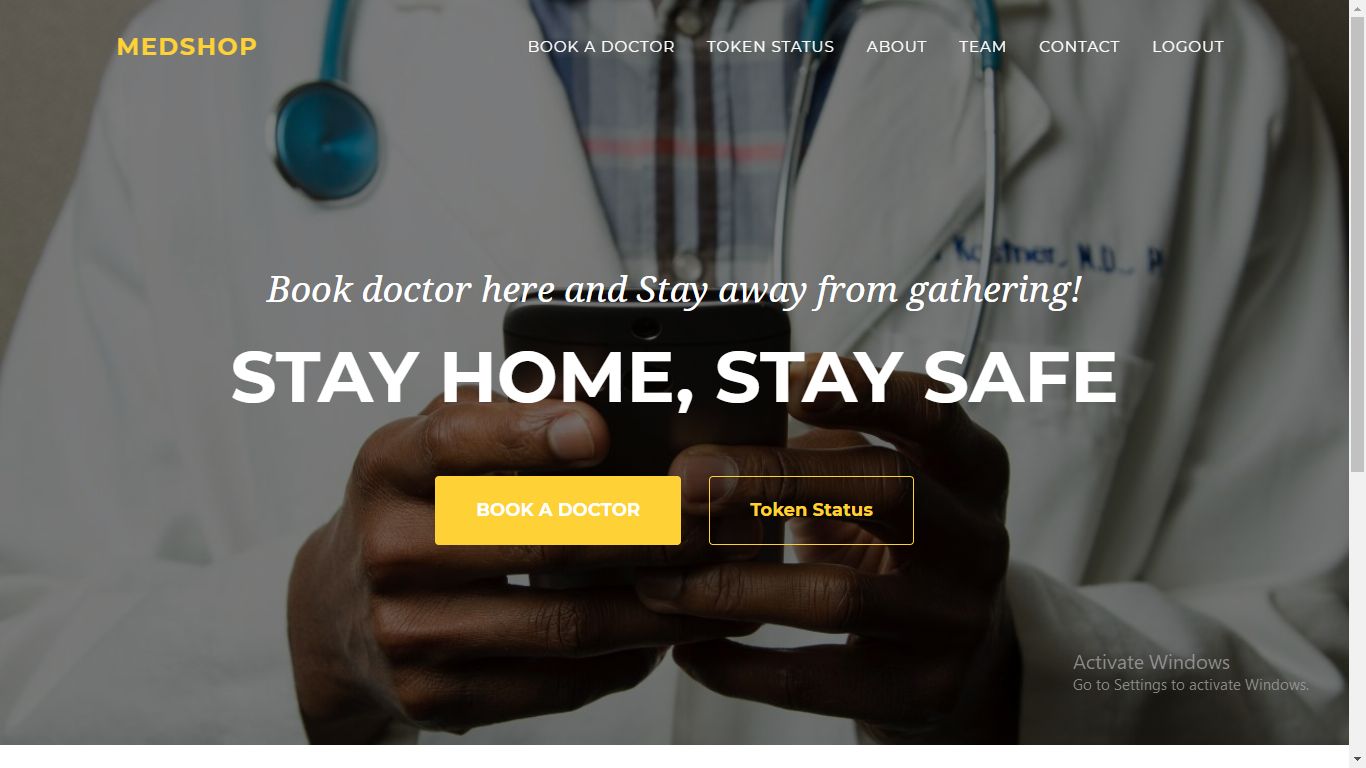 MEDSHOP
BOOK A DOCTOR TOKEN STATUS ABOUT TEAM CONTACT LOGOUT
Kastner, M.D., P
Book doctor here and Stay away from gathering!
STAY HOME, STAY SAFE
BOOK A DOCTOR Token Status
Activate Windows
Go to Settings to activate Windows.